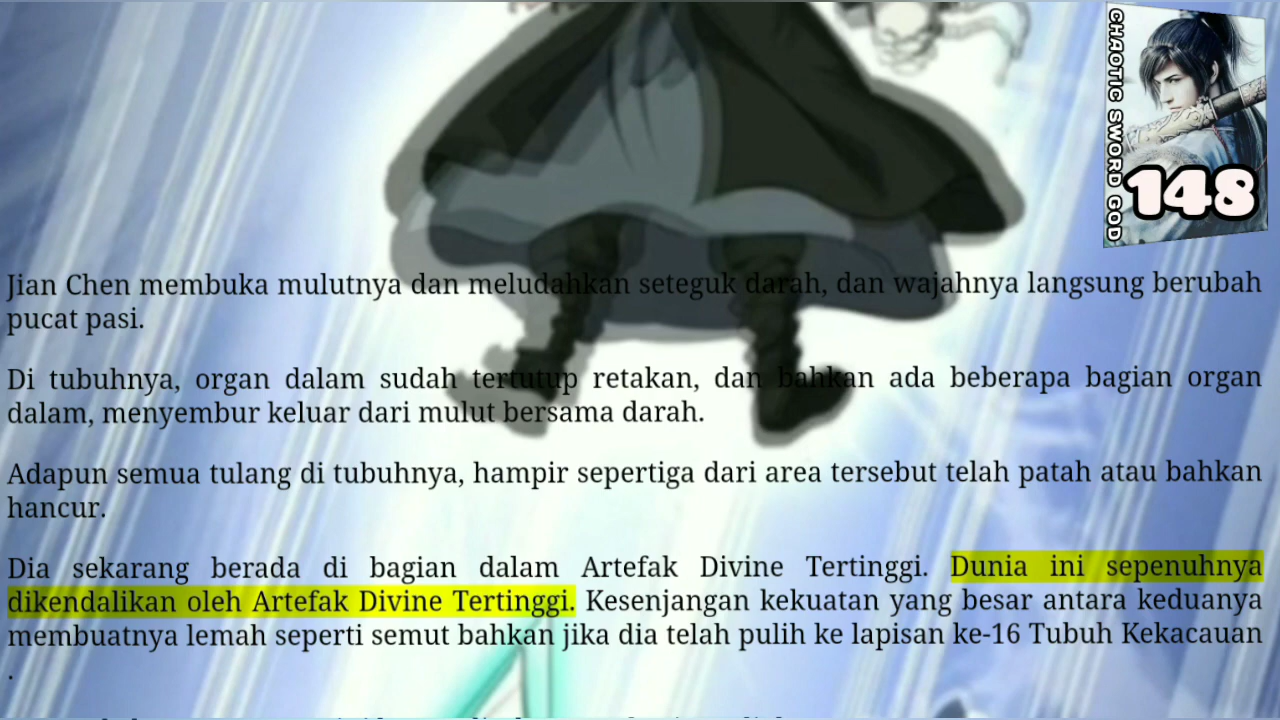 CHAOTIC SWORD GOD
148
Jian Chen membuka mulutnya dan meludahkan seteguk darah, dan wajahnya langsung berubah
pucat pasi.
Di tubuhnya, organ dalam sudah tertutup retakan, dan bahkan ada beberapa bagian organ
dalam, menyembur keluar dari mulut bersama darah.
Adapun semua tulang di tubuhnya, hampir sepertiga dari area tersebut telah patah atau bahkan
hancur.
Dia sekarang berada di bagian dalam Artefak Divine Tertinggi. Dunia ini sepenuhnya
dikendalikan oleh Artefak Divine Tertinggi. Kesenjangan kekuatan yang besar antara keduanya
membuatnya lemah seperti semut bahkan jika dia telah pulih ke lapisan ke-16 Tubuh Kekacauan
.